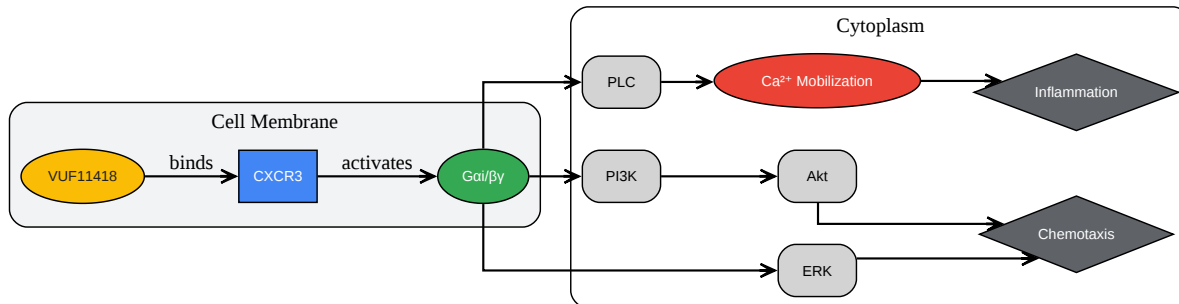 Cytoplasm
PLC
Ca²⁺ Mobilization
Inflammation
Cell Membrane
VUF11418
binds
CXCR3
activates
Gαi/βγ
PI3K
Akt
Chemotaxis
ERK